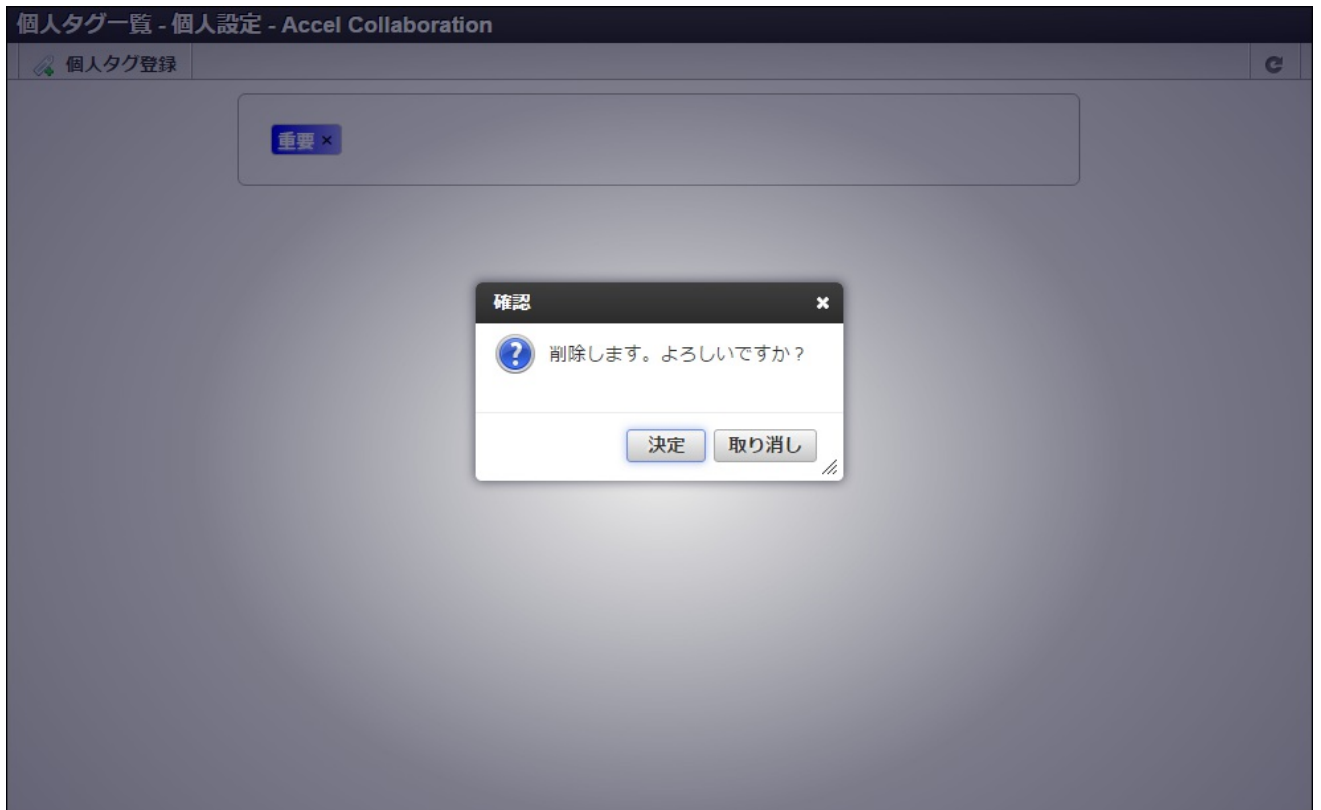 個人タグ一覧 - 個人設定 - Accel Collaboration
個人タグ登録
重要 ×
確認
削除します。よろしいですか？
決定 取り消し